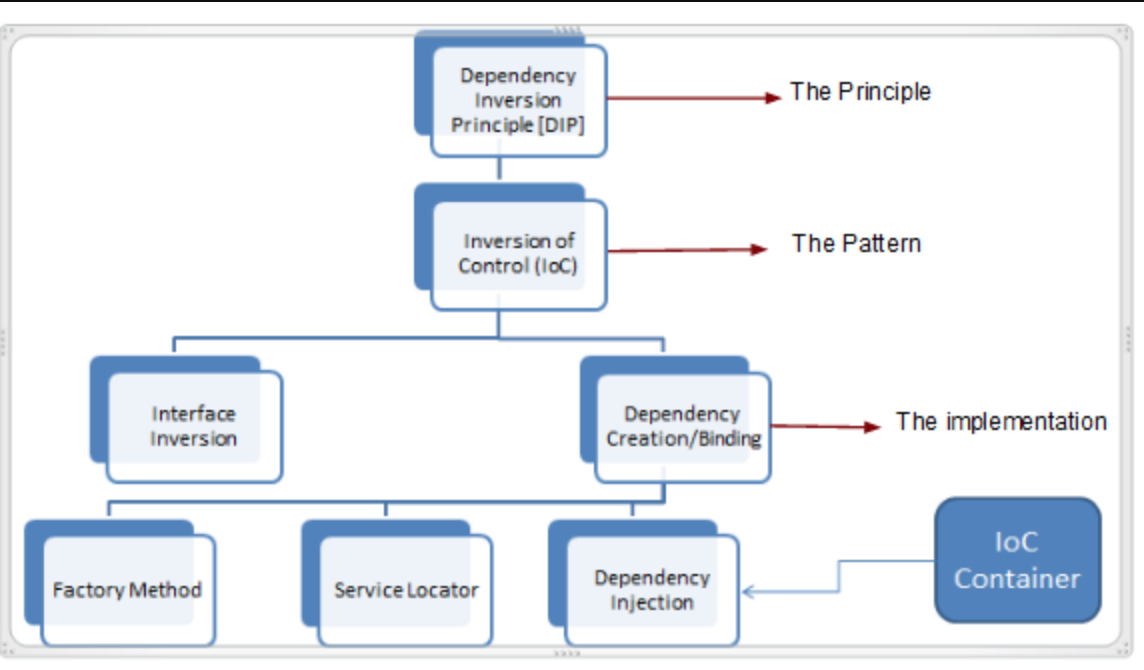 Dependency
Inversion
Principle [DIP]
The Principle
Inversion of
Control (IoC)
The Pattern
Interface
Inversion
Dependency
Creation/Binding
The implementation
Factory Method
Service Locator
Dependency
Injection
IoC
Container